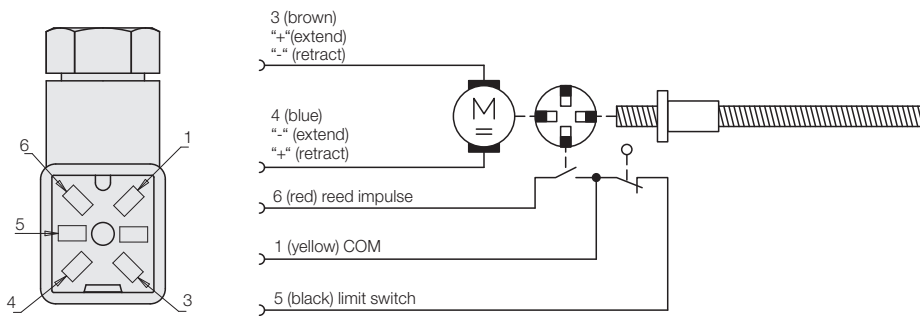 6
1
5
4
3
3 (brown)
“+“(extend)
“-“ (retract)
4 (blue)
“-“ (extend)
“+“ (retract)
6 (red) reed impulse
1 (yellow) COM
5 (black) limit switch
M
=